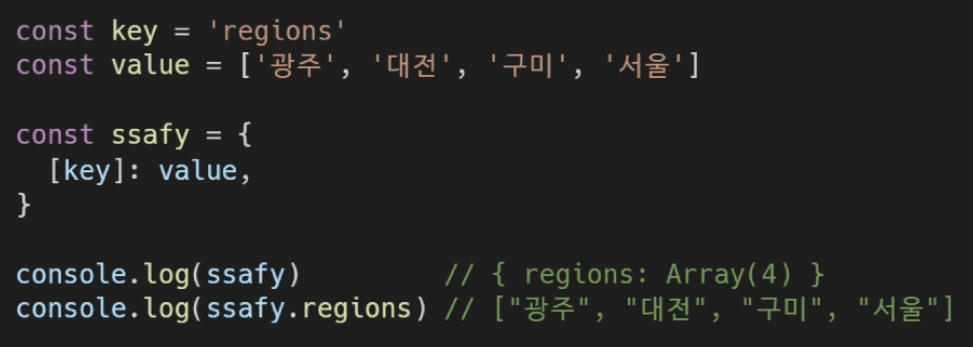 const key = 'regions'
const value = ['광주', '대전', '구미', '서울']
const ssafy = {
  [key]: value,
}
console.log(ssafy)         // { regions: Array(4) }
console.log(ssafy.regions) // ["광주", "대전", "구미", "서울"]